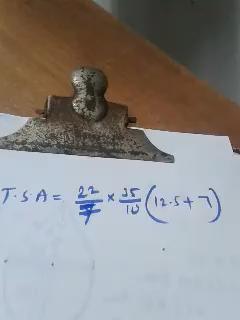 T.S.A = 22/7 × 35/10 (12.5 + 7)